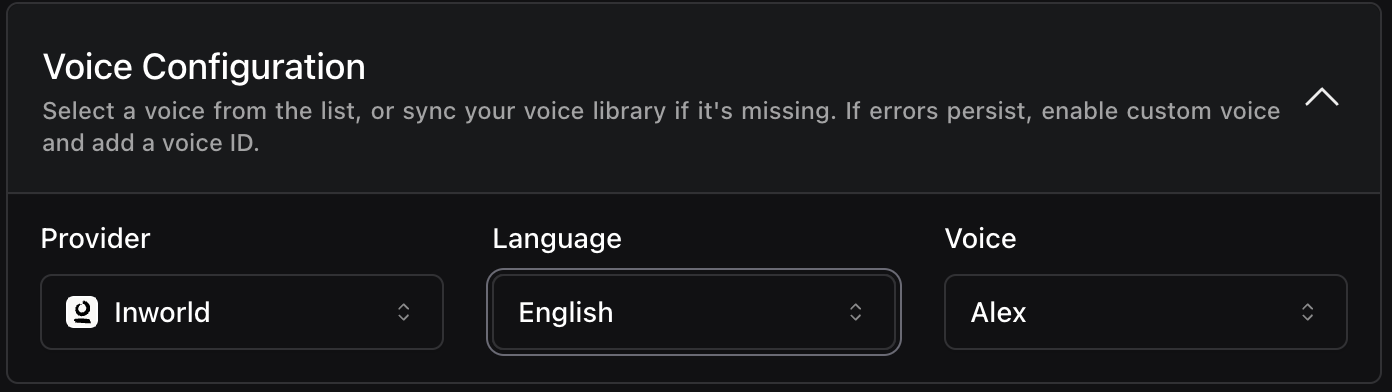 Voice Configuration
Select a voice from the list, or sync your voice library if it's missing. If errors persist, enable custom voice
and add a voice ID.
Provider
Language
Voice
Inworld
English
Alex